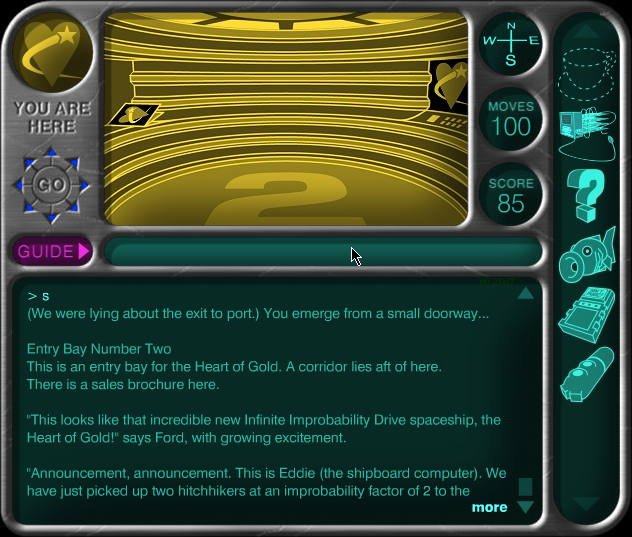 N
W E
S
YOU ARE
HERE
MOVES
100
GO
SCORE
85
2
GUIDE
> s
(We were lying about the exit to port.) You emerge from a small doorway...
Entry Bay Number Two
This is an entry bay for the Heart of Gold. A corridor lies aft of here.
There is a sales brochure here.
"This looks like that incredible new Infinite Improbability Drive spaceship, the
Heart of Gold!" says Ford, with growing excitement.
"Announcement, announcement. This is Eddie (the shipboard computer). We
have just picked up two hitchhikers at an improbability factor of 2 to the
more